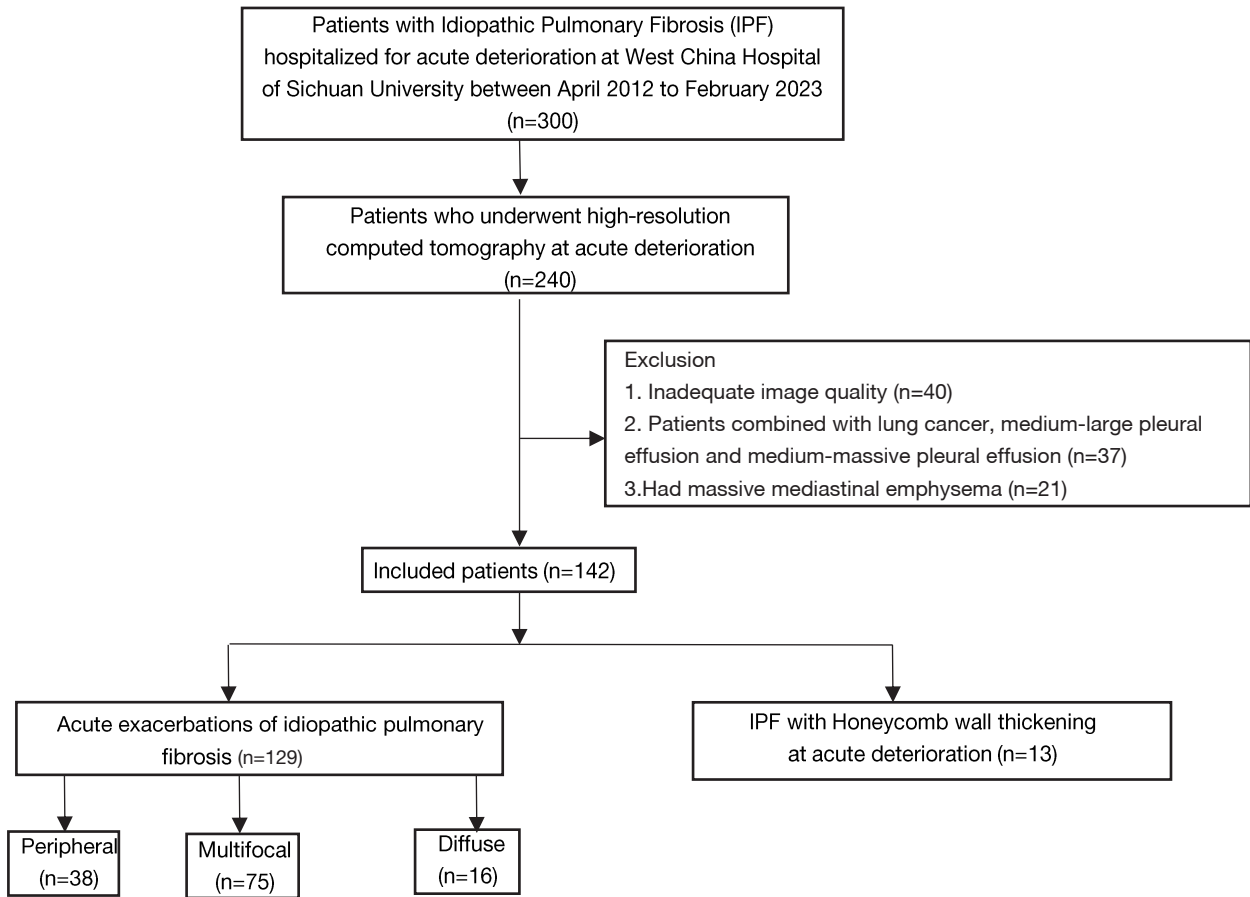 Patients with Idiopathic Pulmonary Fibrosis (IPF)
hospitalized for acute deterioration at West China Hospital
of Sichuan University between April 2012 to February 2023
(n=300)
Patients who underwent high-resolution
computed tomography at acute deterioration
(n=240)
Exclusion
1. Inadequate image quality (n=40)
2. Patients combined with lung cancer, medium-large pleural
effusion and medium-massive pleural effusion (n=37)
3.Had massive mediastinal emphysema (n=21)
Included patients (n=142)
Acute exacerbations of idiopathic pulmonary
fibrosis (n=129)
IPF with Honeycomb wall thickening
at acute deterioration (n=13)
Peripheral
(n=38)
Multifocal
(n=75)
Diffuse
(n=16)